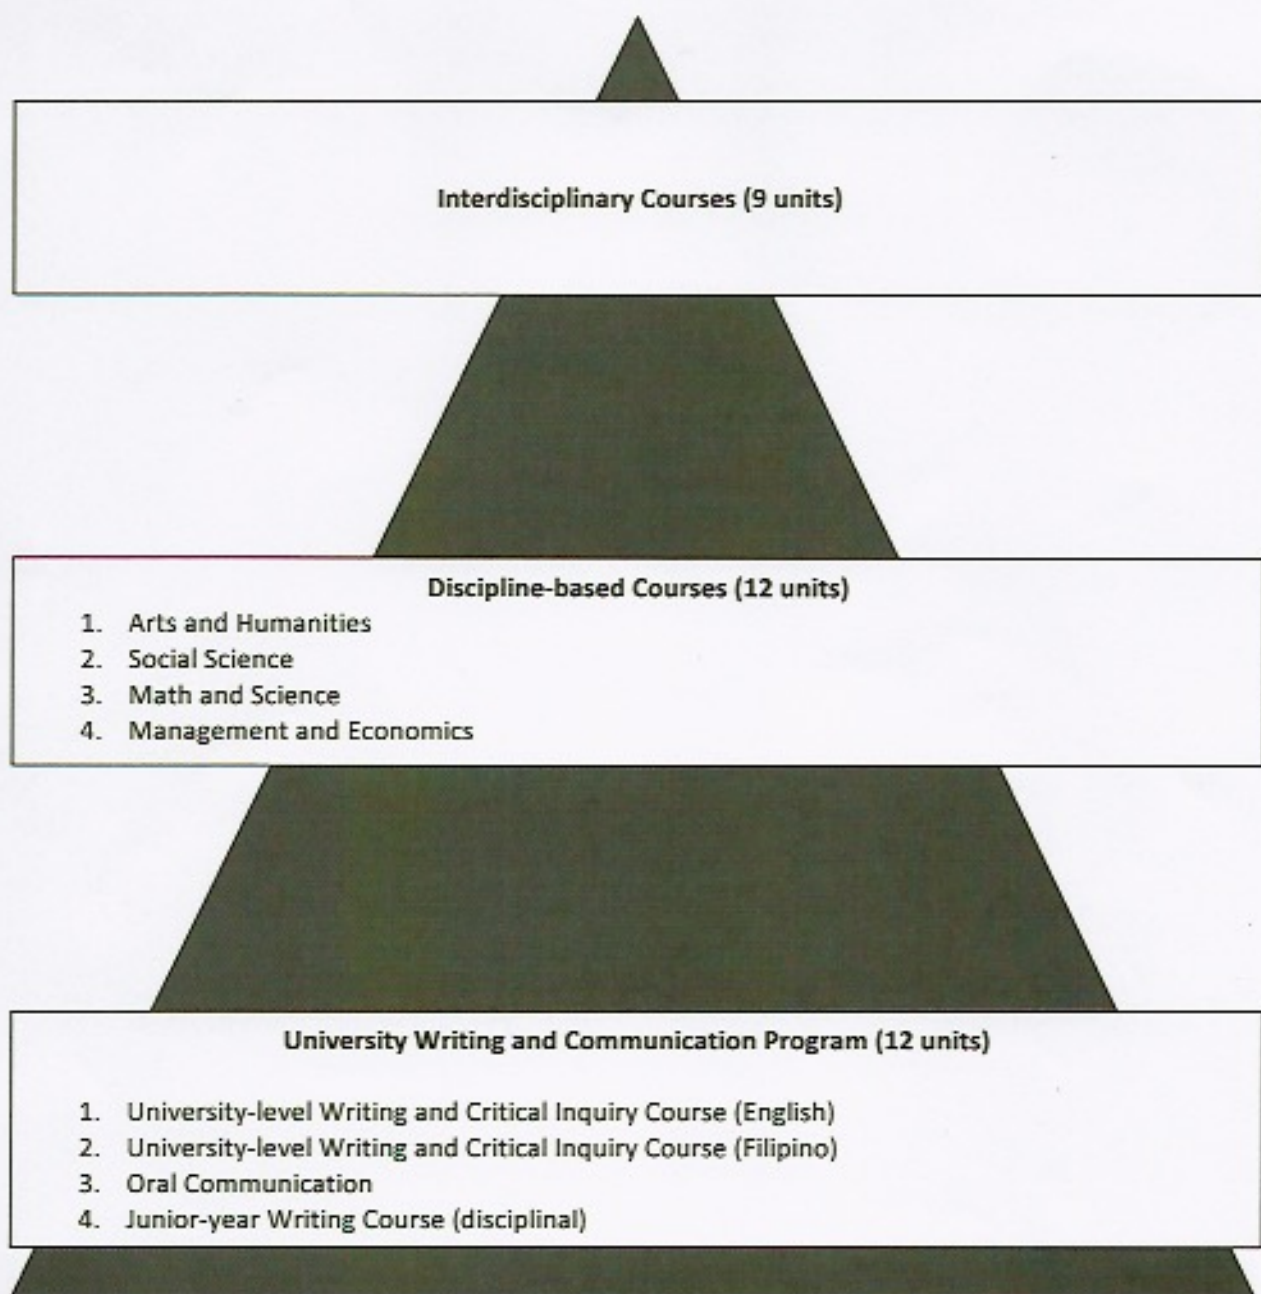 Interdisciplinary Courses (9 units)
Discipline-based Courses (12 units)
1. Arts and Humanities
2. Social Science
3. Math and Science
4. Management and Economics
University Writing and Communication Program (12 units)
1. University-level Writing and Critical Inquiry Course (English)
2. University-level Writing and Critical Inquiry Course (Filipino)
3. Oral Communication
4. Junior-year Writing Course (disciplinal)